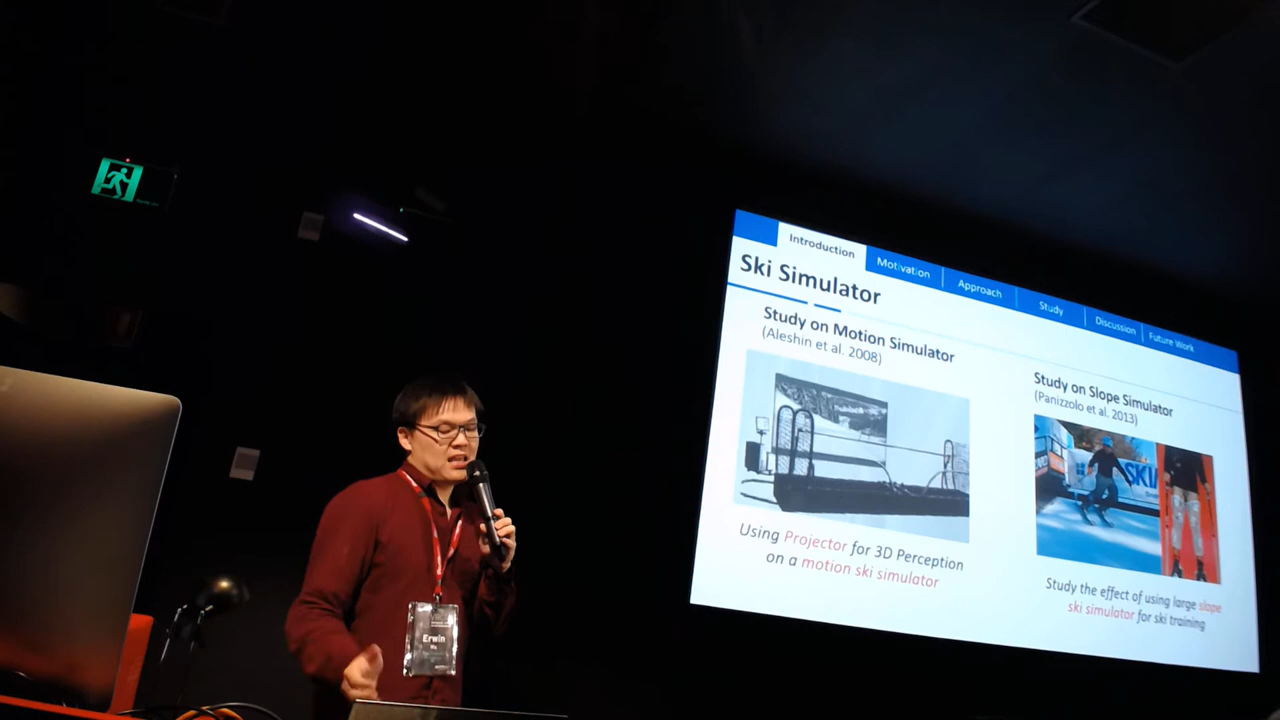 Introduction
Motivation
Approach
Study
Discussion
Future Work
Ski Simulator
Study on Motion Simulator
(Aleshin et al. 2008)
Using Projector for 3D Perception
on a motion ski simulator
Study on Slope Simulator
(Panizzolo et al. 2013)
SKI
Study the effect of using large slope
ski simulator for ski training
Erwin
Wu